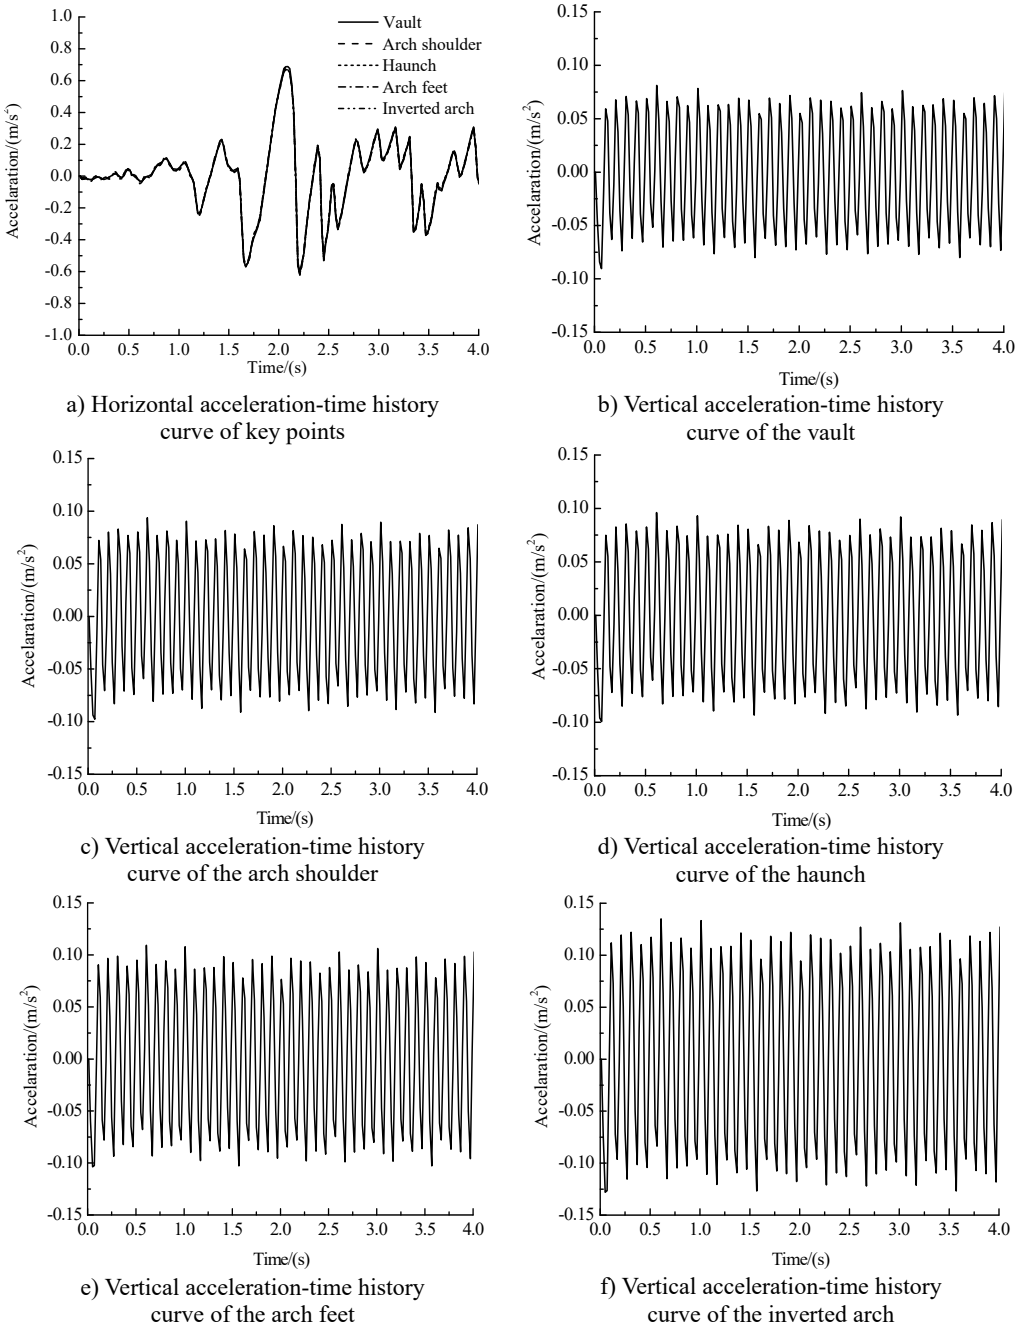 1.0
0.8
0.6
0.4
0.2
0.0
-0.2
-0.4
-0.6
-0.8
-1.0
Accelaration/(m/s²)
Vault
Arch shoulder
Haunch
Arch feet
Inverted arch
0.0 0.5 1.0 1.5 2.0 2.5 3.0 3.5 4.0
Time/(s)
a) Horizontal acceleration-time history
curve of key points
0.15
0.10
0.05
0.00
-0.05
-0.10
-0.15
Accelaration/(m/s²)
0.0 0.5 1.0 1.5 2.0 2.5 3.0 3.5 4.0
Time/(s)
b) Vertical acceleration-time history
curve of the vault
0.15
0.10
0.05
0.00
-0.05
-0.10
-0.15
Accelaration/(m/s²)
0.0 0.5 1.0 1.5 2.0 2.5 3.0 3.5 4.0
Time/(s)
c) Vertical acceleration-time history
curve of the arch shoulder
0.15
0.10
0.05
0.00
-0.05
-0.10
-0.15
Accelaration/(m/s²)
0.0 0.5 1.0 1.5 2.0 2.5 3.0 3.5 4.0
Time/(s)
d) Vertical acceleration-time history
curve of the haunch
0.15
0.10
0.05
0.00
-0.05
-0.10
-0.15
Accelaration/(m/s²)
0.0 0.5 1.0 1.5 2.0 2.5 3.0 3.5 4.0
Time/(s)
e) Vertical acceleration-time history
curve of the arch feet
0.15
0.10
0.05
0.00
-0.05
-0.10
-0.15
Accelaration/(m/s²)
0.0 0.5 1.0 1.5 2.0 2.5 3.0 3.5 4.0
Time/(s)
f) Vertical acceleration-time history
curve of the inverted arch